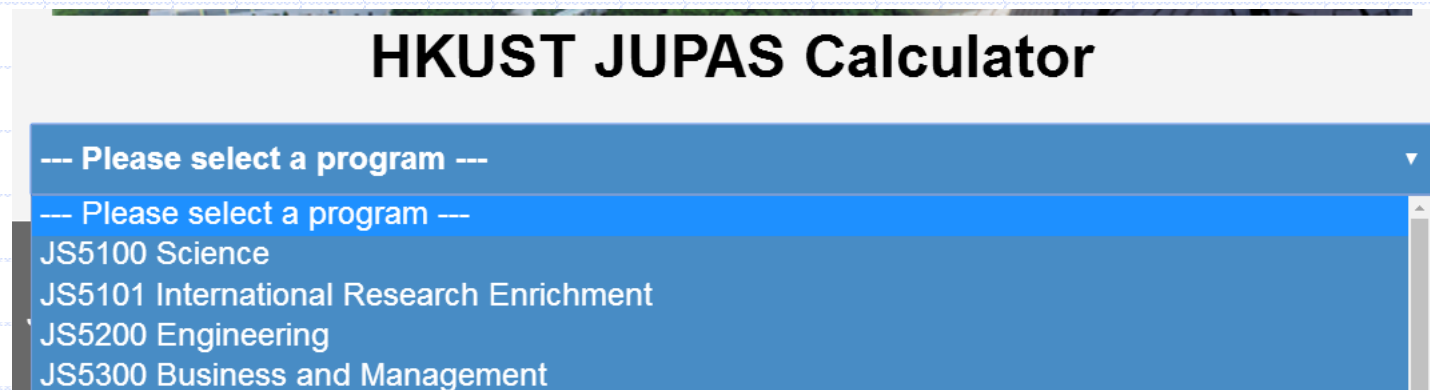 HKUST JUPAS Calculator
--- Please select a program ---
--- Please select a program ---
JS5100 Science
JS5101 International Research Enrichment
JS5200 Engineering
JS5300 Business and Management